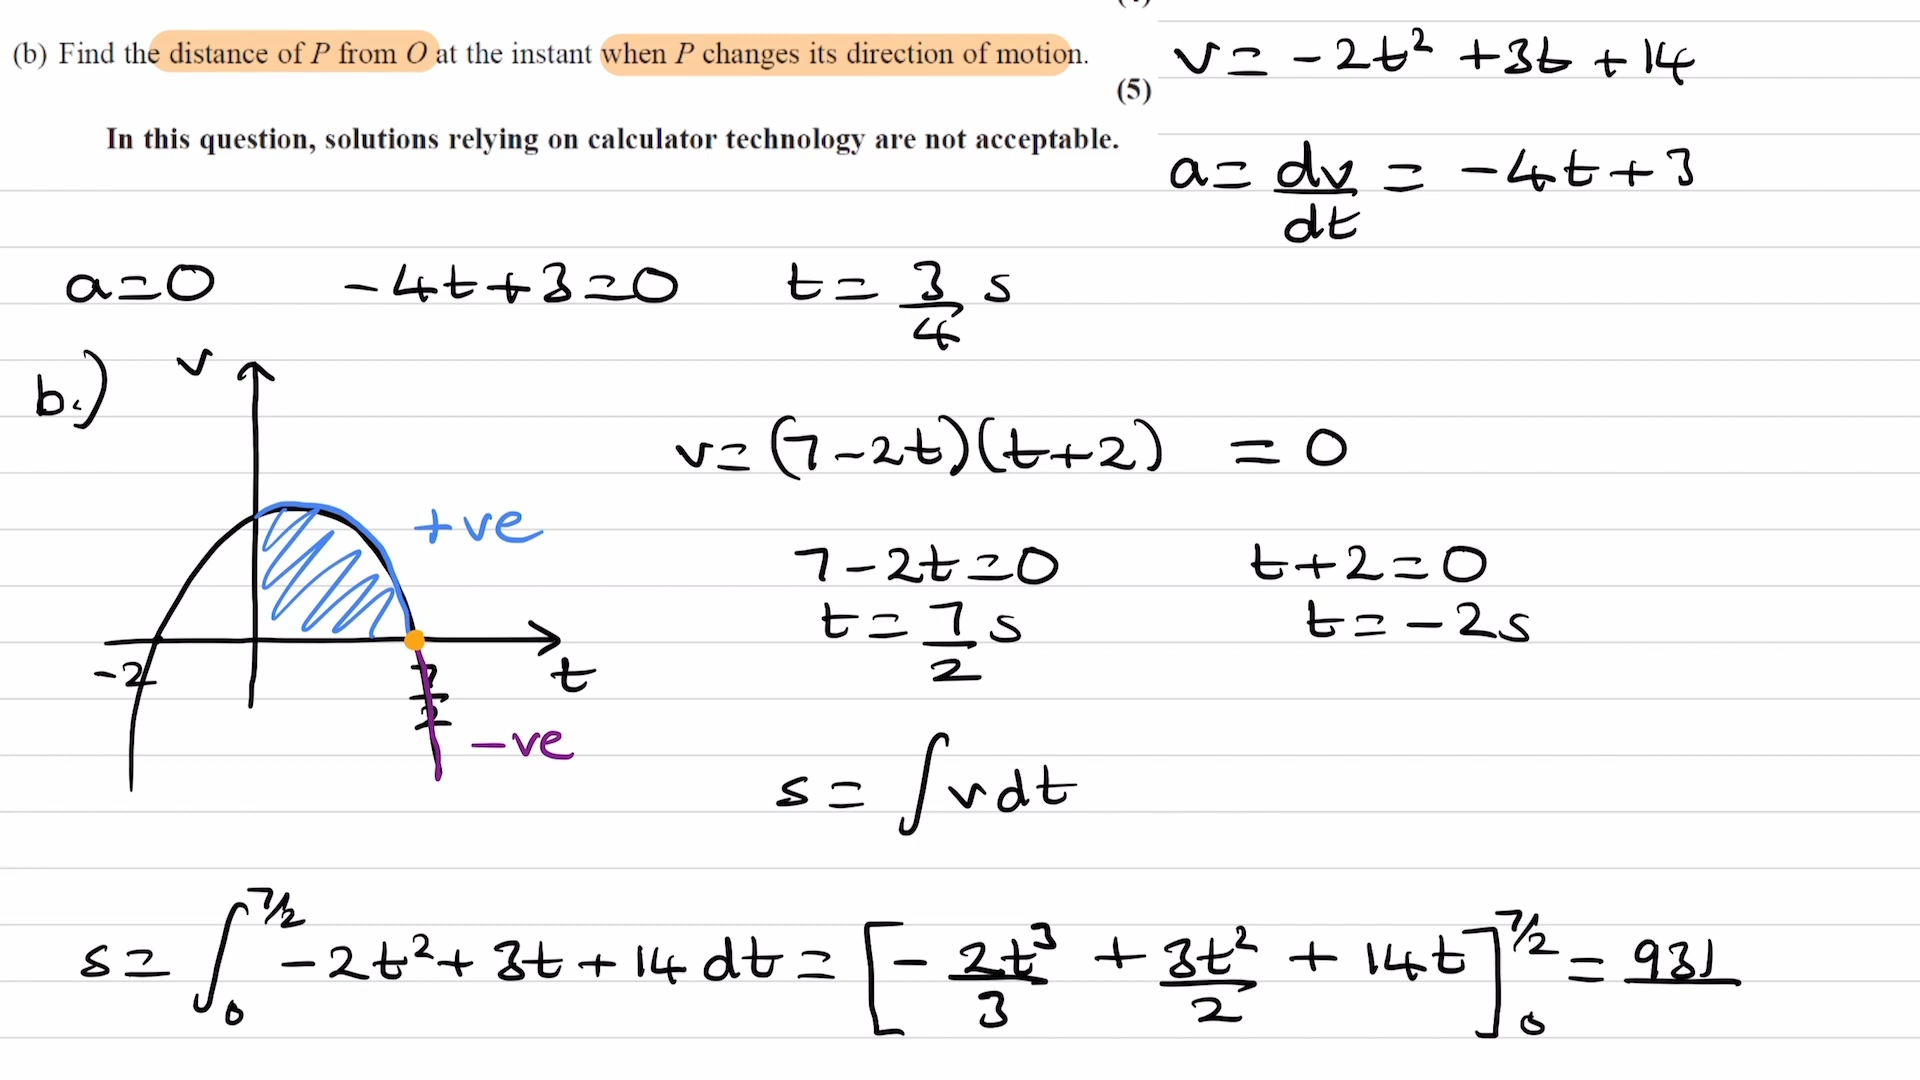 (b) Find the distance of P from O at the instant when P changes its direction of motion.
(5)
In this question, solutions relying on calculator technology are not acceptable.
v = -2t² + 3t + 14
a = dv/dt = -4t + 3
a = 0 -4t + 3 = 0 t = 3/4 s
b.)
v
+ve
-2
7/2
t
-ve
v = (7 - 2t)(t + 2) = 0
7 - 2t = 0 t + 2 = 0
t = 7/2 s t = -2s
s = ∫ v dt
s = ∫₀^7/2 -2t² + 3t + 14 dt = [-2t³/3 + 3t²/2 + 14t]₀^7/2 = 931